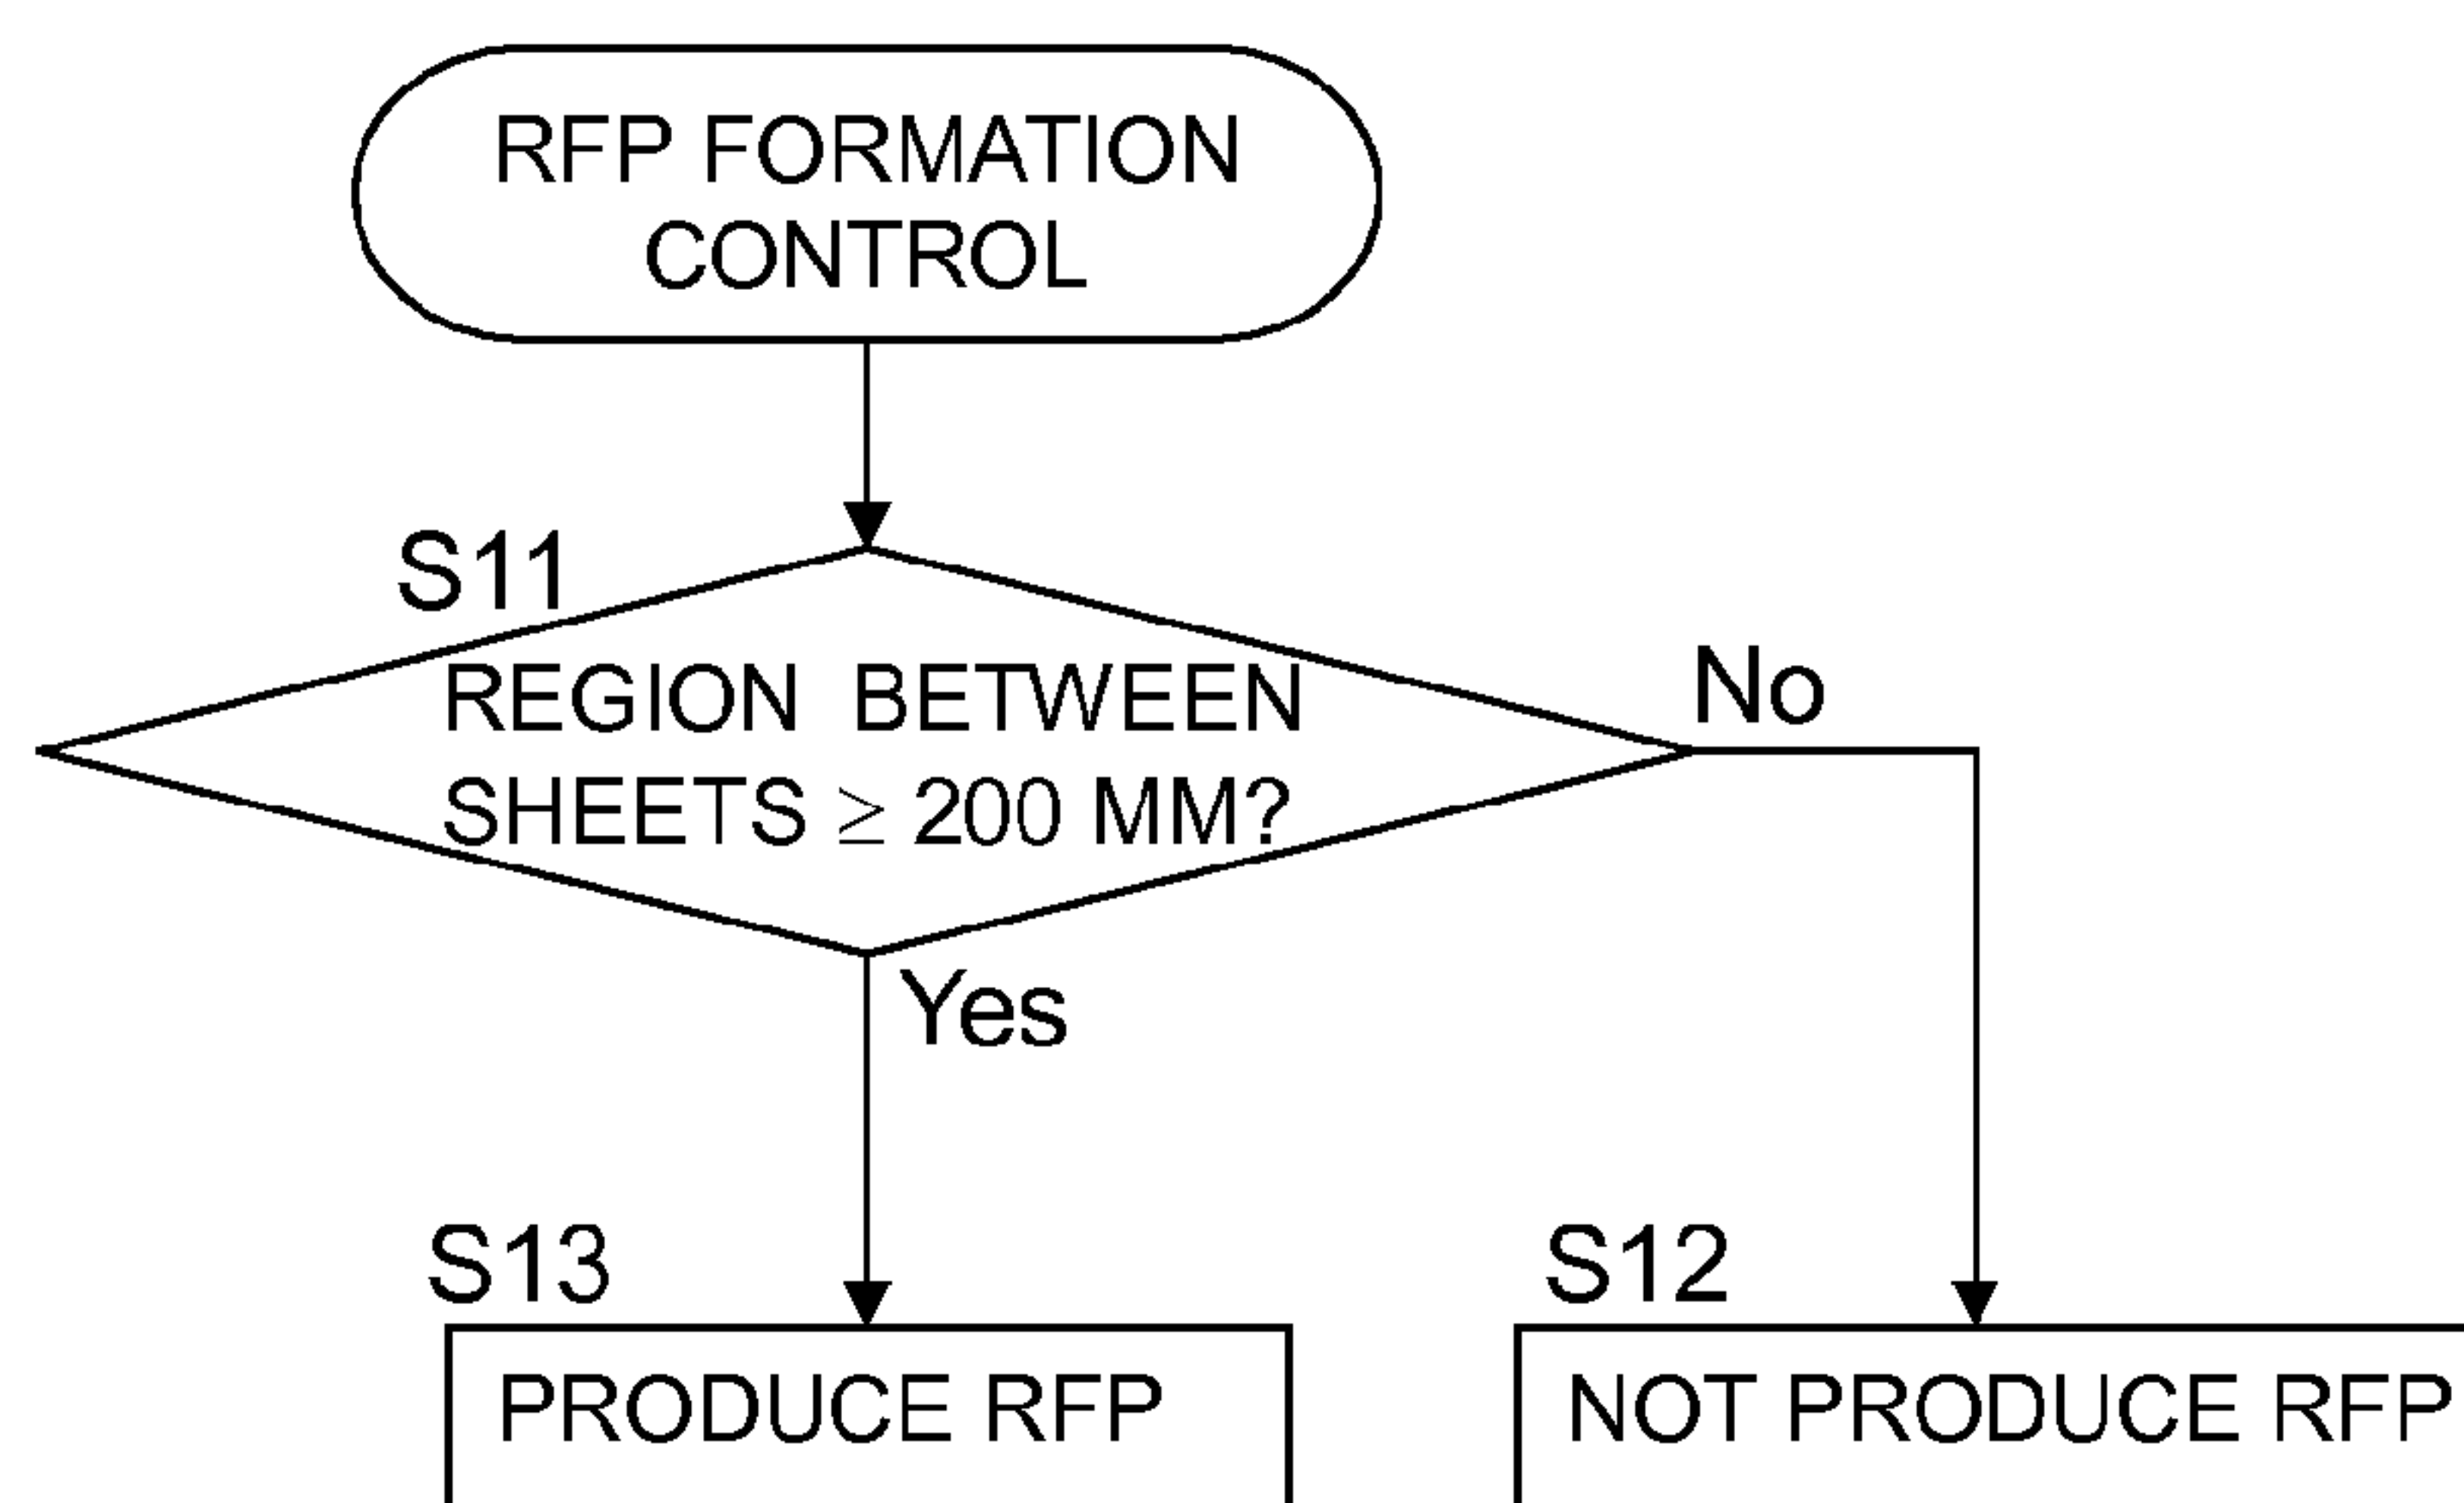 RFP FORMATION
CONTROL
S11
REGION BETWEEN
SHEETS ≥ 200 MM?
No
Yes
S13
S12
PRODUCE RFP
NOT PRODUCE RFP